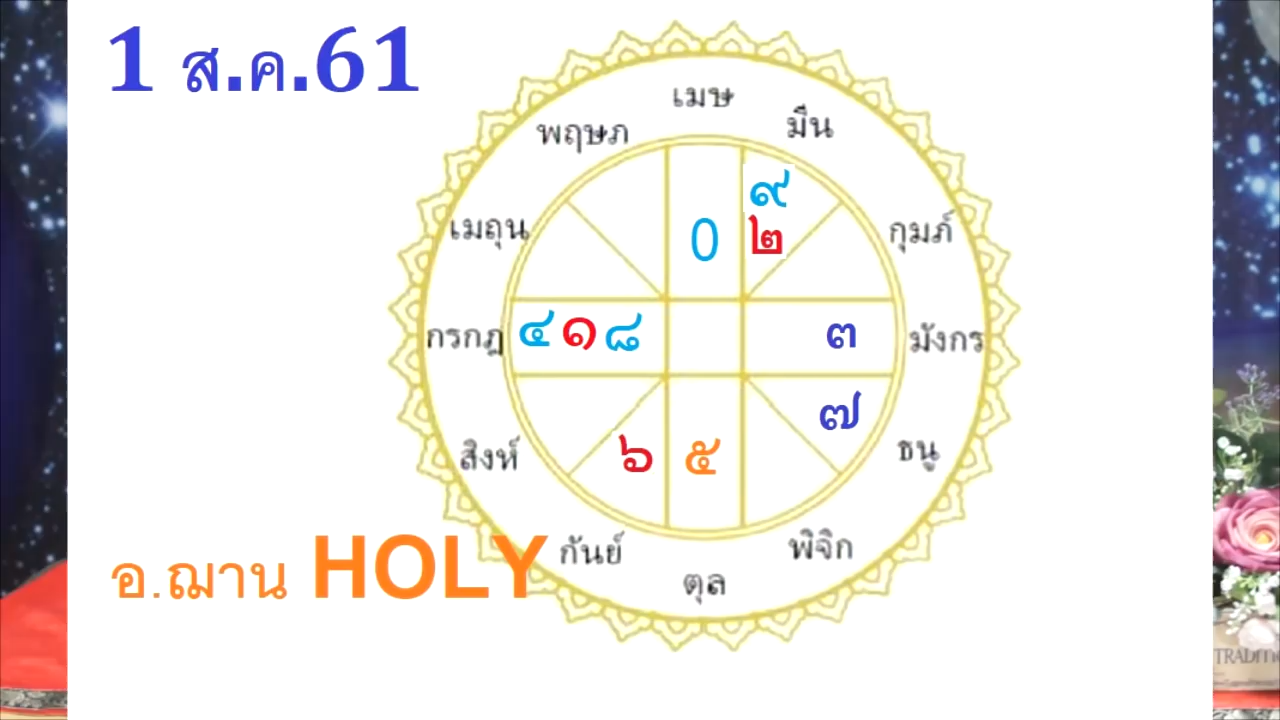 1 ส.ค.61
เมษ
พฤษภ
มีน
๙
เมถุน
0
๒
กุมภ์
กรกฎ
๔ ๑ ๘
๓
มังกร
๗
สิงห์
๖
๕
ธนู
อ.ฌาน HOLY
กันย์
ตุล
พิจิก